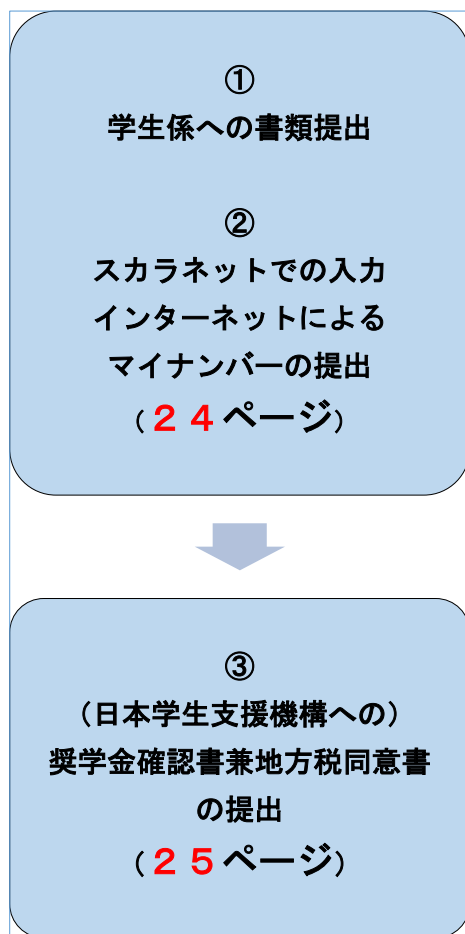 ①
学生係への書類提出
②
スカラネットでの入力
インターネットによる
マイナンバーの提出
（２４ページ）
③
（日本学生支援機構への）
奨学金確認書兼地方税同意書
の提出
（２５ページ）